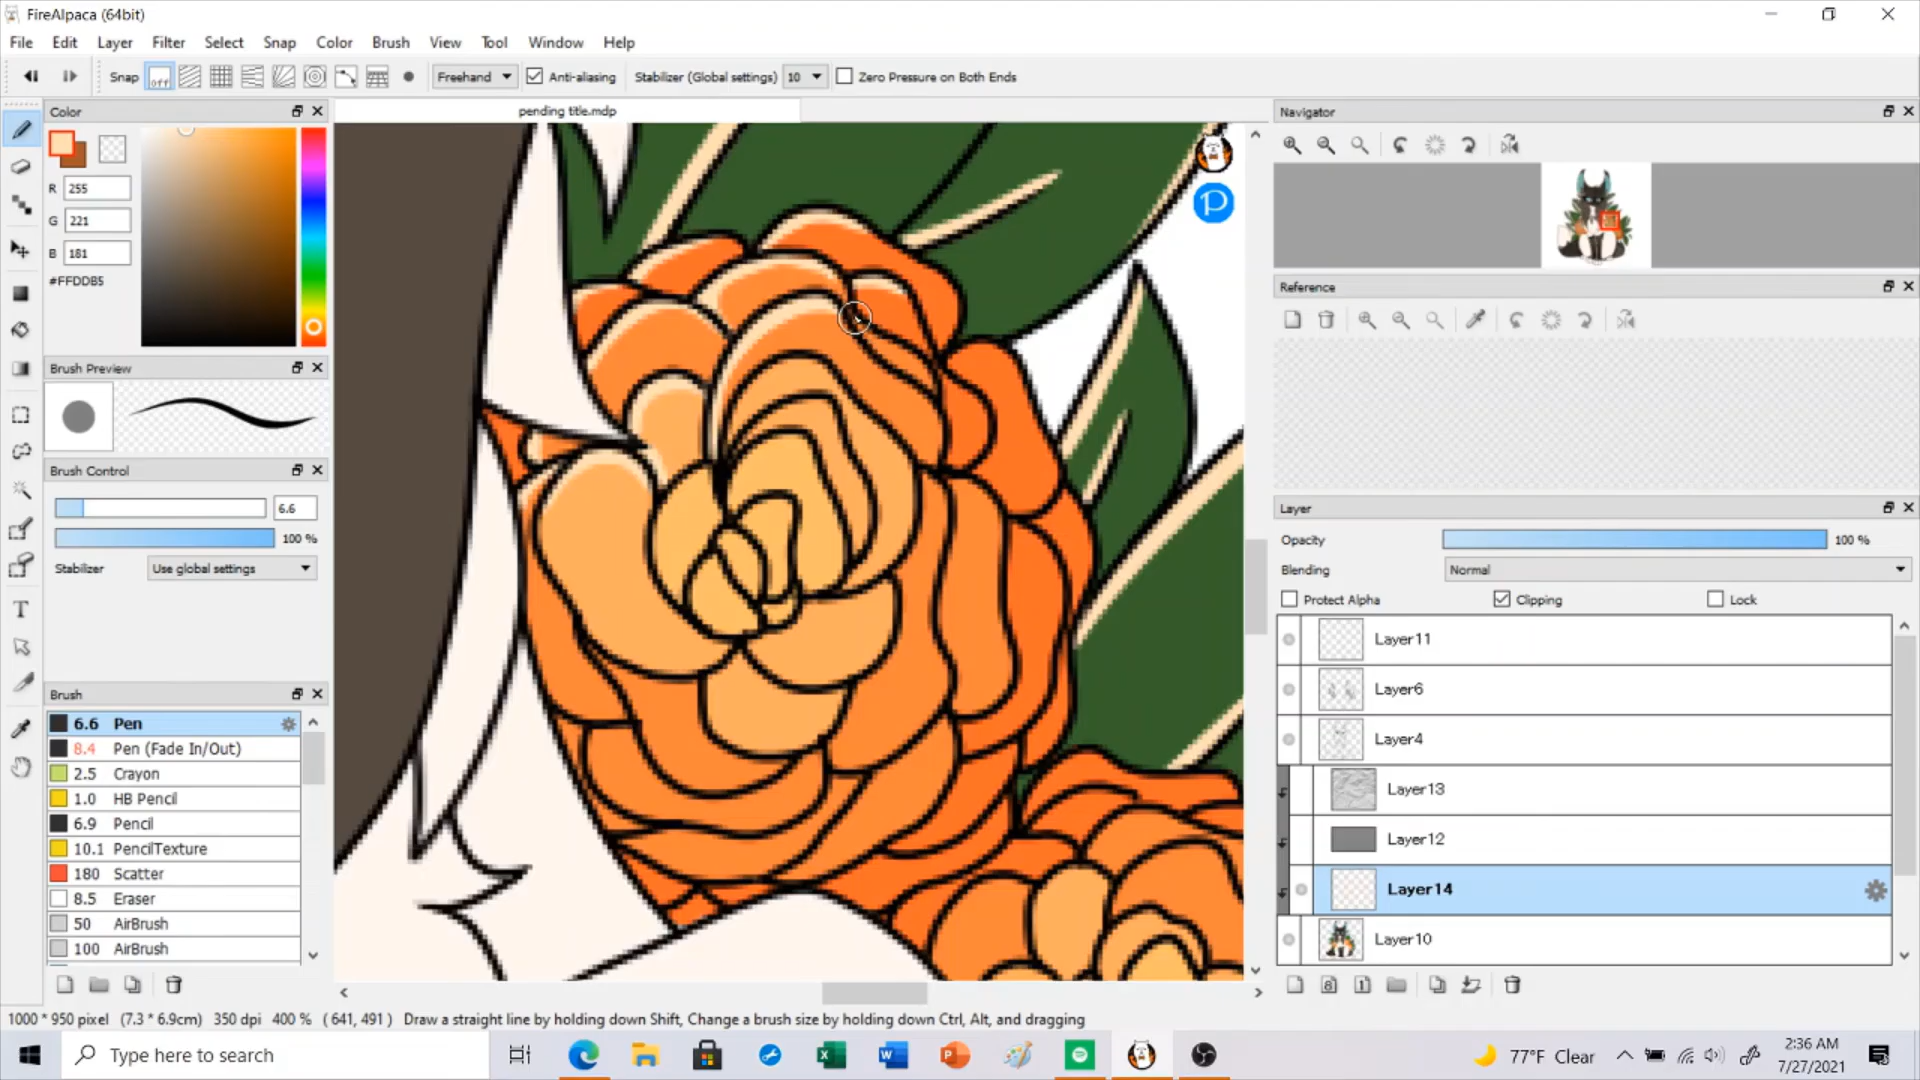 FireAlpaca (64bit)
File Edit Layer Filter Select Snap Color Brush View Tool Window Help
Snap off Freehand Anti-aliasing Stabilizer (Global settings) 10 Zero Pressure on Both Ends
Color
pending title.mdp
Navigator
R 255
G 221
B 181
#FFDDB5
Reference
Brush Preview
Brush Control
6.6
100 %
Stabilizer Use global settings
Layer
Opacity 100 %
Blending Normal
Protect Alpha Clipping Lock
Layer11
Layer6
Layer4
Layer13
Layer12
Layer14
Layer10
Brush
6.6 Pen
8.4 Pen (Fade In/Out)
2.5 Crayon
1.0 HB Pencil
6.9 Pencil
10.1 PencilTexture
180 Scatter
8.5 Eraser
50 AirBrush
100 AirBrush
1000 * 950 pixel (7.3 * 6.9cm) 350 dpi 400 % ( 641, 491 ) Draw a straight line by holding down Shift, Change a brush size by holding down Ctrl, Alt, and dragging
Type here to search
77°F Clear
2:36 AM
7/27/2021